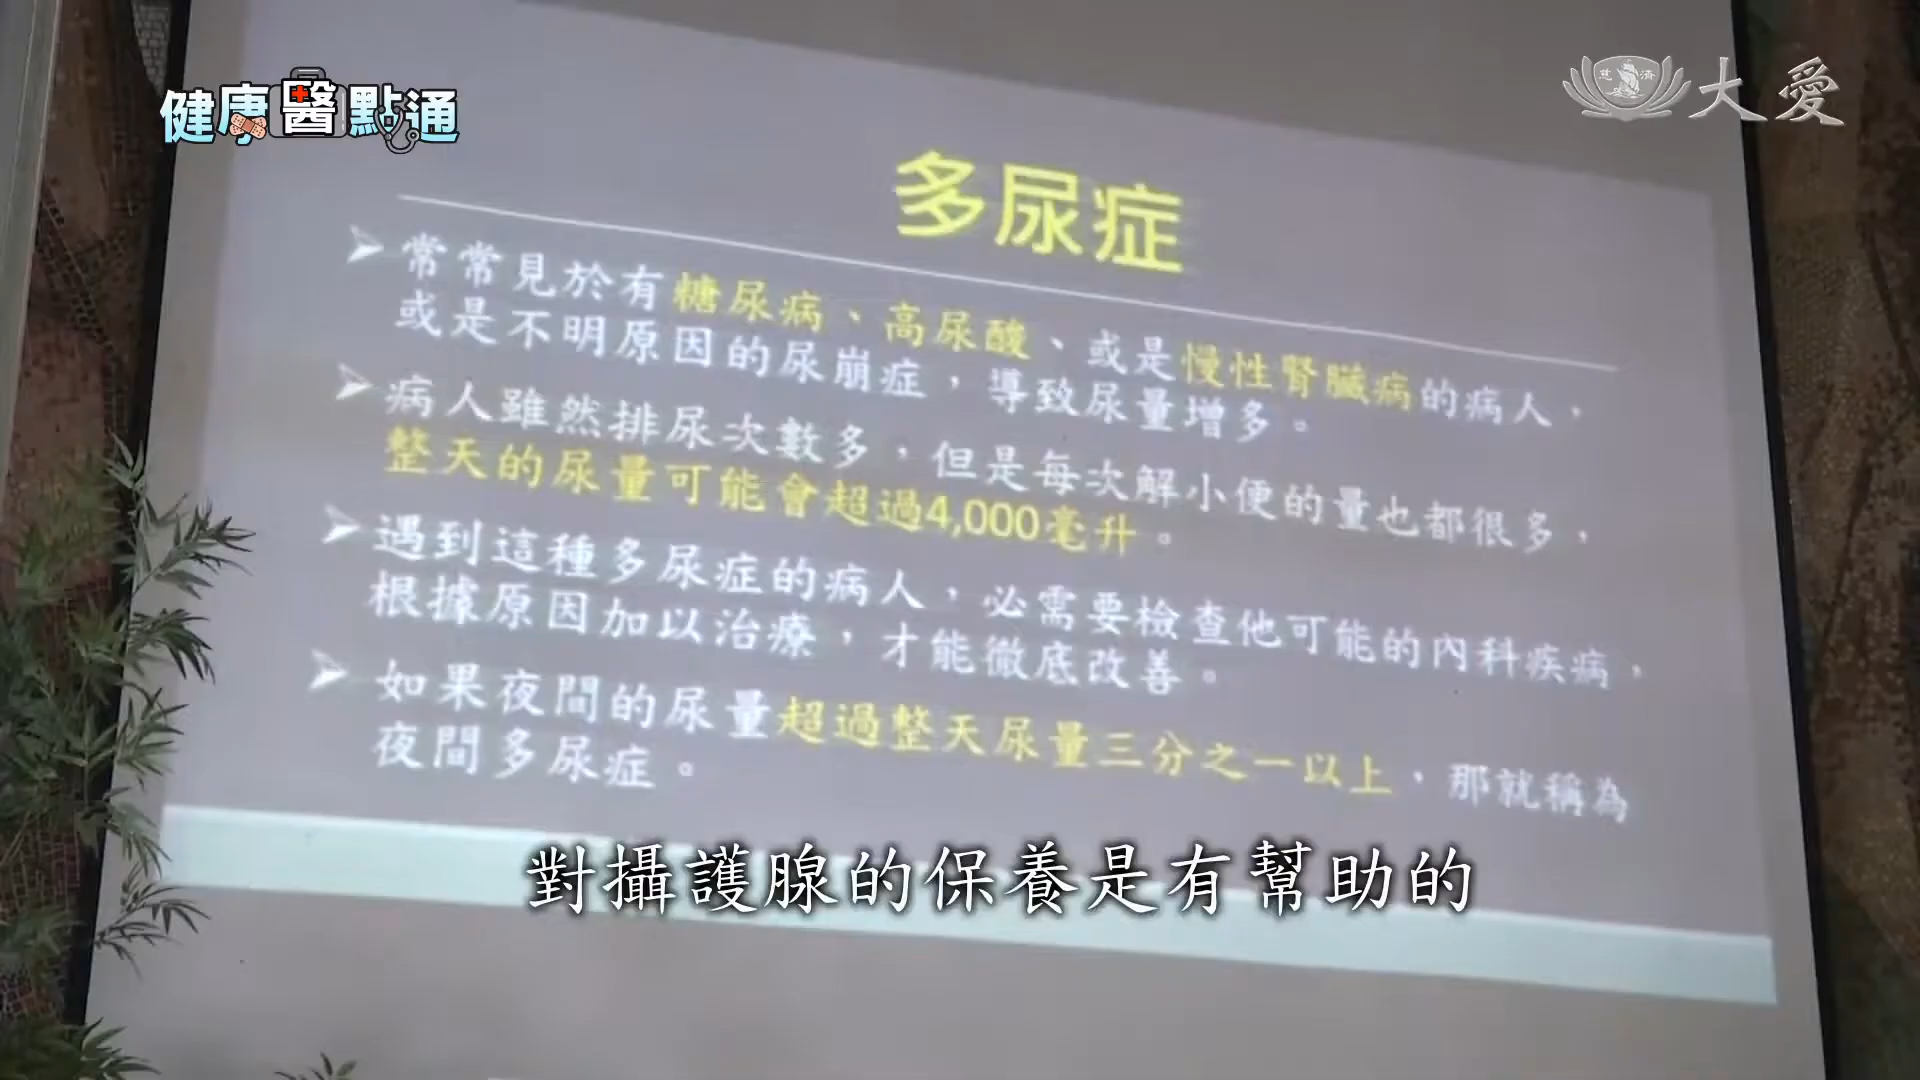 健康醫點通
慈濟
大愛
多尿症
常常見於有糖尿病、高尿酸、或是慢性腎臟病的病人，
或是不明原因的尿崩症，導致尿量增多。
病人雖然排尿次數多，但是每次解小便的量也都很多，
整天的尿量可能會超過4,000毫升。
遇到這種多尿症的病人，必需要檢查他可能的內科疾病，
根據原因加以治療，才能徹底改善。
如果夜間的尿量超過整天尿量三分之一以上，那就稱為
夜間多尿症。
對攝護腺的保養是有幫助的